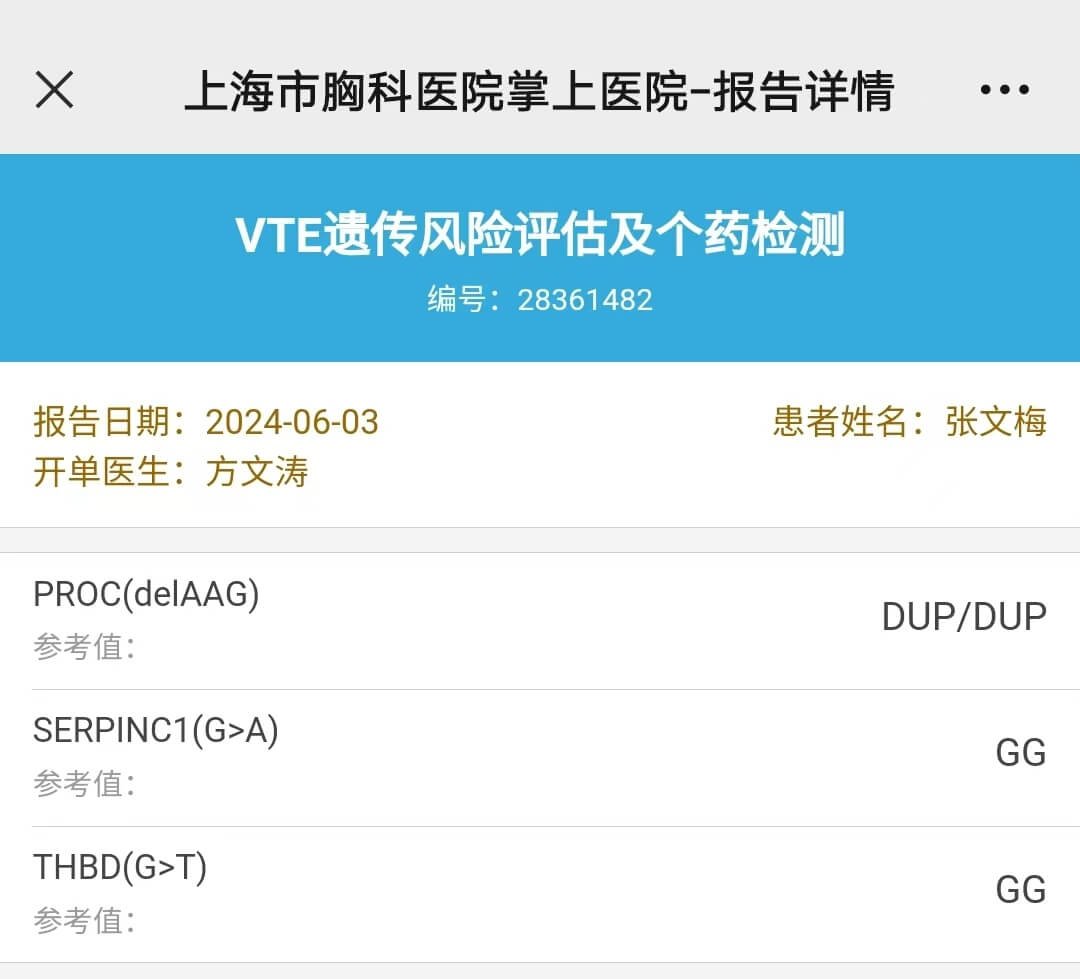 上海市胸科医院掌上医院-报告详情
VTE遗传风险评估及个药检测
编号：28361482
报告日期：2024-06-03 患者姓名：张文梅
开单医生：方文涛
PROC(delAAG) DUP/DUP
参考值：
SERPINC1(G>A) GG
参考值：
THBD(G>T) GG
参考值：